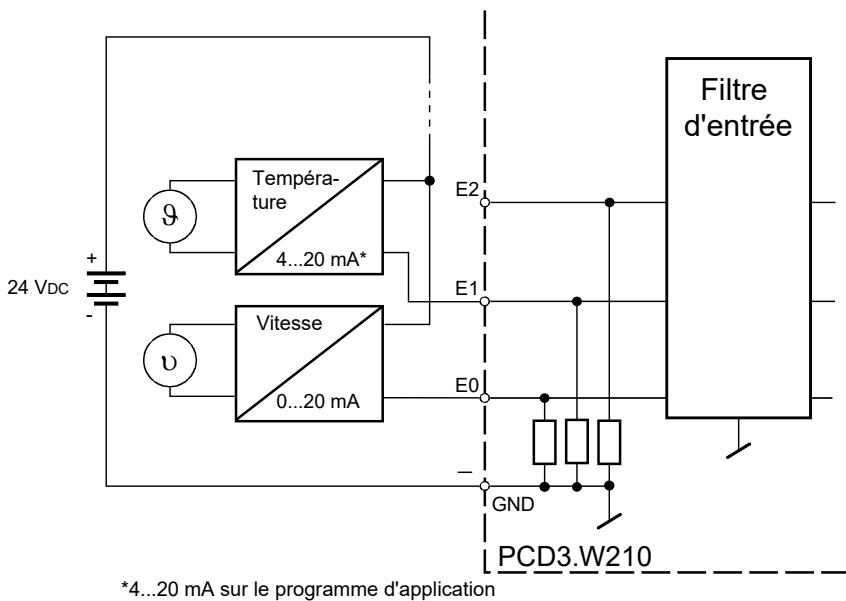 Filtre
d'entrée
Températ-
ture
4...20 mA*
E2
E1
E0
+
24 VDC
-
Vitesse
0...20 mA
ϑ
υ
–
GND
PCD3.W210
*4...20 mA sur le programme d'application